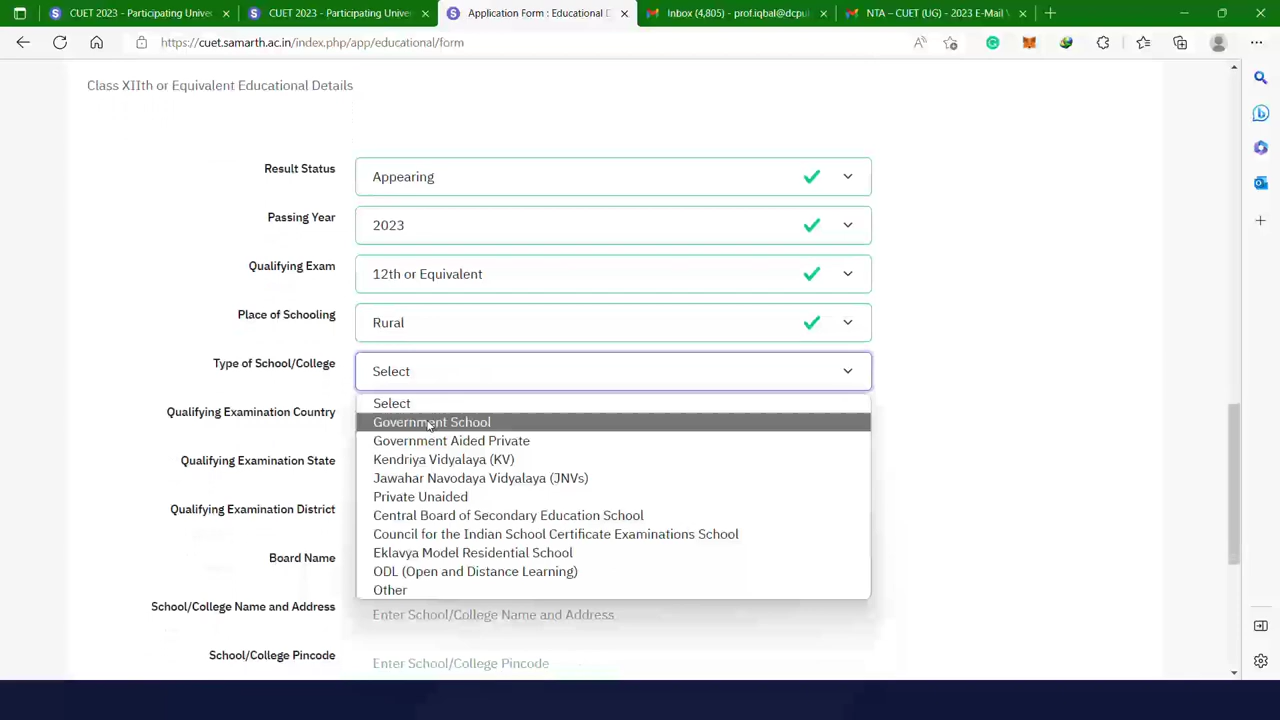 CUET 2023 - Participating Univer
CUET 2023 - Participating Unive
Application Form : Educational D
Inbox (4,805) - prof.iqbal@dcpul
NTA – CUET (UG) - 2023 E-Mail V
https://cuet.samarth.ac.in/index.php/app/educational/form
Class XIIth or Equivalent Educational Details
Result Status
Appearing
Passing Year
2023
Qualifying Exam
12th or Equivalent
Place of Schooling
Rural
Type of School/College
Select
Select
Qualifying Examination Country
Government School
Government Aided Private
Qualifying Examination State
Kendriya Vidyalaya (KV)
Jawahar Navodaya Vidyalaya (JNVs)
Private Unaided
Qualifying Examination District
Central Board of Secondary Education School
Council for the Indian School Certificate Examinations School
Board Name
Eklavya Model Residential School
ODL (Open and Distance Learning)
Other
School/College Name and Address
Enter School/College Name and Address
School/College Pincode
Enter School/College Pincode